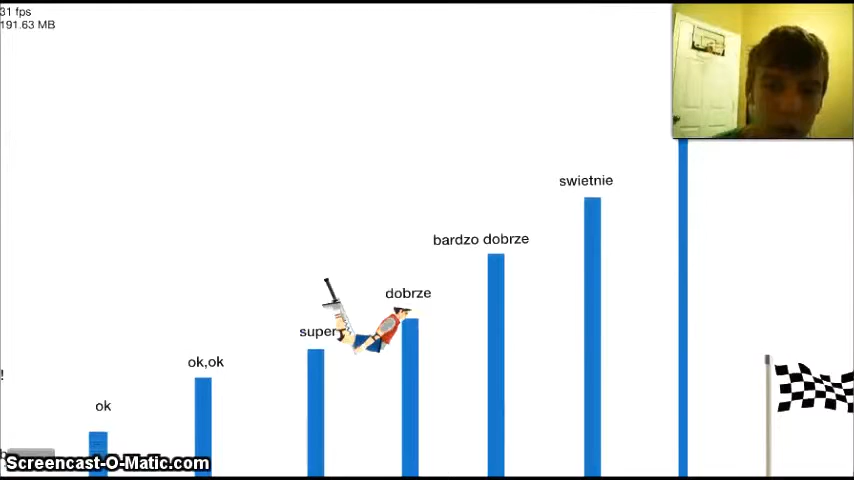 31 fps
191.63 MB
swietnie
bardzo dobrze
dobrze
super
ok,ok
!
ok
Screencast-O-Matic.com